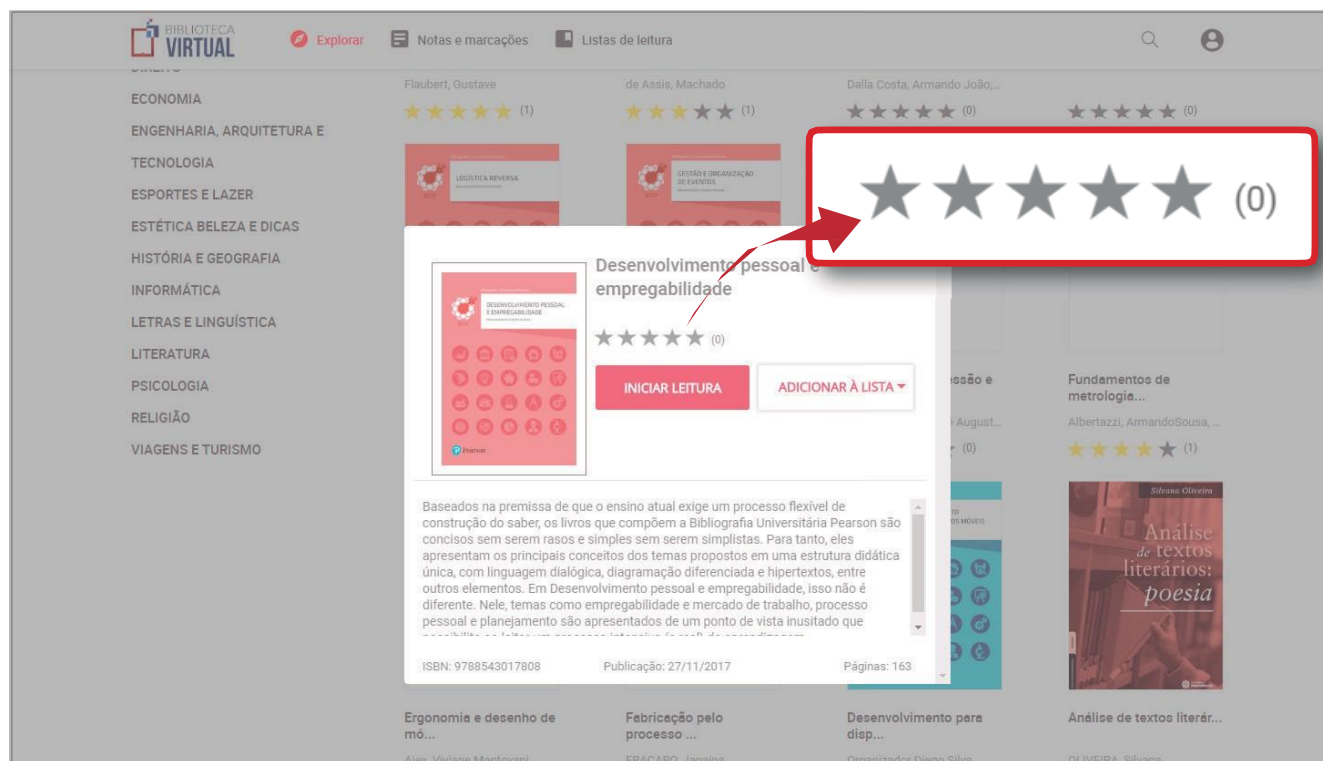 BIBLIOTECA
VIRTUAL
Explorar
Notas e marcações
Listas de leitura
ECONOMIA
ENGENHARIA, ARQUITETURA E
TECNOLOGIA
ESPORTES E LAZER
ESTÉTICA BELEZA E DICAS
HISTÓRIA E GEOGRAFIA
INFORMÁTICA
LETRAS E LINGUÍSTICA
LITERATURA
PSICOLOGIA
RELIGIÃO
VIAGENS E TURISMO
Flaubert, Gustave
de Assis, Machado
Dalla Costa, Armando João;...
(1)
(1)
(0)
(0)
LOGÍSTICA REVERSA
GESTÃO E ORGANIZAÇÃO
DE EVENTOS
(0)
Desenvolvimento pessoal e
empregabilidade
DESENVOLVIMENTO PESSOAL
E EMPREGABILIDADE
Pearson
(0)
INICIAR LEITURA
ADICIONAR À LISTA
Baseados na premissa de que o ensino atual exige um processo flexível de
construção do saber, os livros que compõem a Bibliografia Universitária Pearson são
concisos sem serem rasos e simples sem serem simplistas. Para tanto, eles
apresentam os principais conceitos dos temas propostos em uma estrutura didática
única, com linguagem dialógica, diagramação diferenciada e hipertextos, entre
outros elementos. Em Desenvolvimento pessoal e empregabilidade, isso não é
diferente. Nele, temas como empregabilidade e mercado de trabalho, processo
pessoal e planejamento são apresentados de um ponto de vista inusitado que
ISBN: 9788543017808
Publicação: 27/11/2017
Páginas: 163
ssão e
August...
(0)
Fundamentos de
metrologia...
Albertazzi, ArmandoSousa, ...
(1)
OS MÓVEIS
Silvana Oliveira
Análise
de textos
literários:
poesia
Ergonomia e desenho de
mó...
Fabricação pelo
processo ...
Desenvolvimento para
disp...
Análise de textos literár...